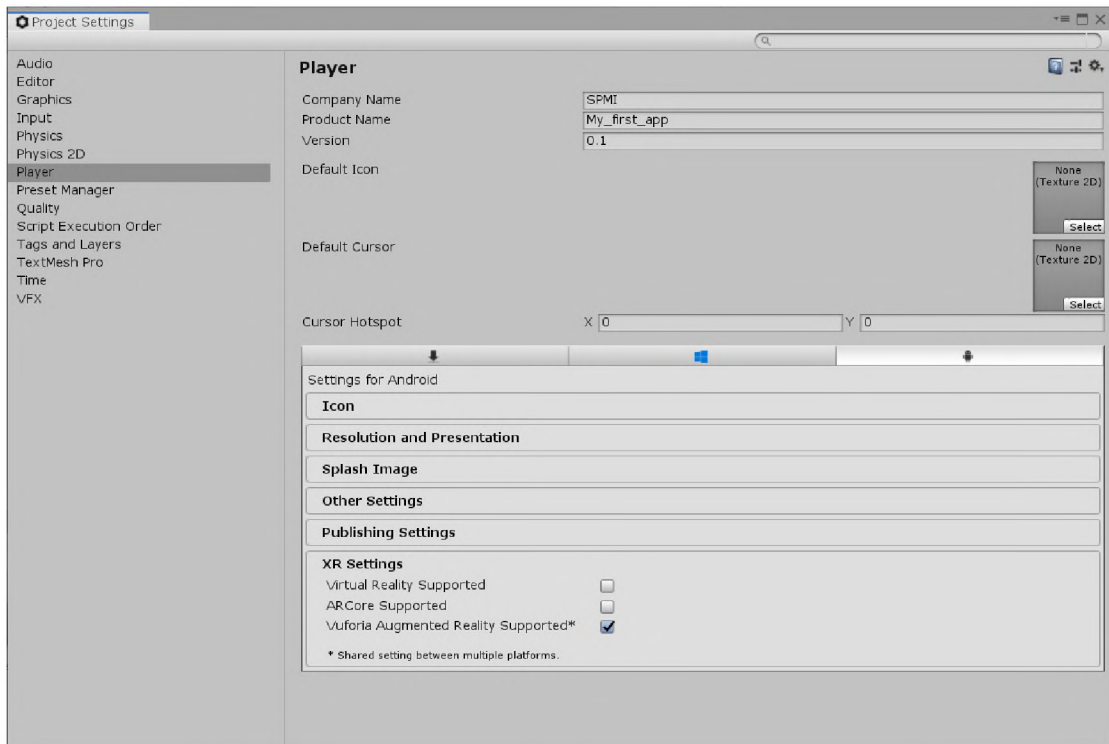 Project Settings
Audio
Editor
Graphics
Input
Physics
Physics 2D
Player
Preset Manager
Quality
Script Execution Order
Tags and Layers
TextMesh Pro
Time
VFX
Player
Company Name SPMI
Product Name My_first_app
Version 0.1
Default Icon
None
(Texture 2D)
Select
Default Cursor
None
(Texture 2D)
Select
Cursor Hotspot X 0 Y 0
Settings for Android
Icon
Resolution and Presentation
Splash Image
Other Settings
Publishing Settings
XR Settings
Virtual Reality Supported
ARCore Supported
Vuforia Augmented Reality Supported*
* Shared setting between multiple platforms.